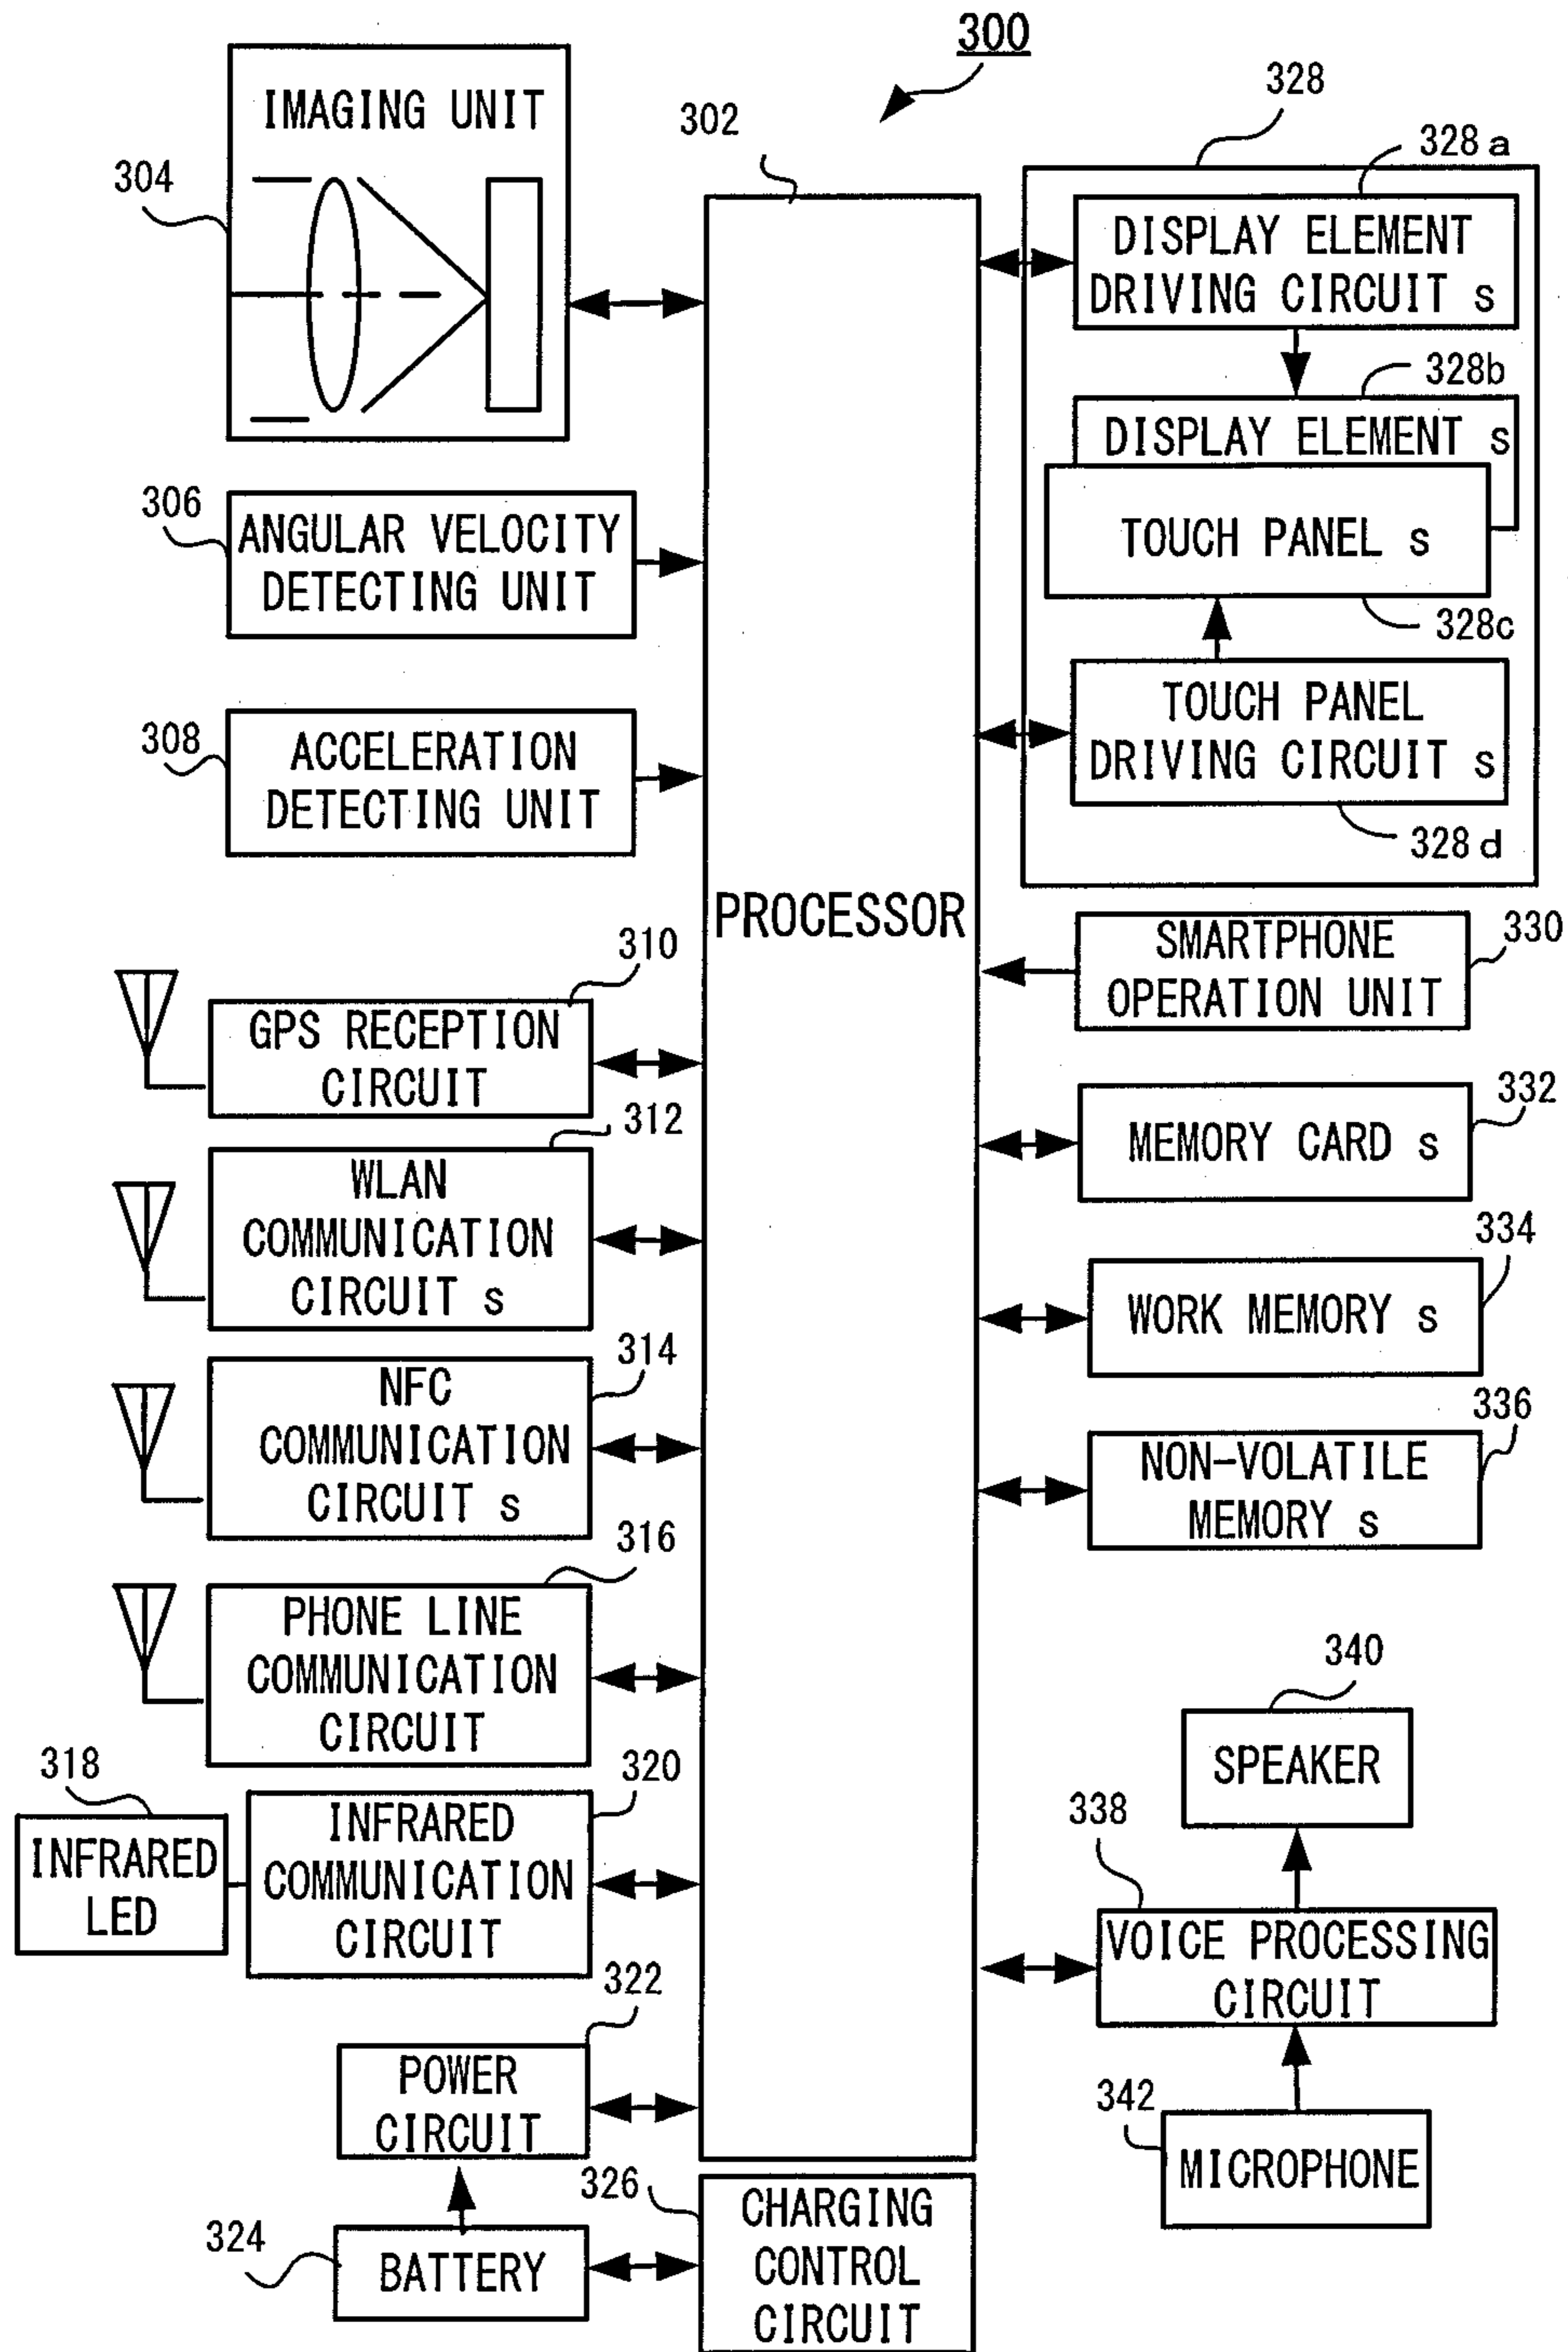 300
IMAGING UNIT
304
302
328
328a
DISPLAY ELEMENT
DRIVING CIRCUIT s
328b
DISPLAY ELEMENT s
TOUCH PANEL s
328c
TOUCH PANEL
DRIVING CIRCUIT s
328d
306
ANGULAR VELOCITY
DETECTING UNIT
308
ACCELERATION
DETECTING UNIT
PROCESSOR
310
GPS RECEPTION
CIRCUIT
312
WLAN
COMMUNICATION
CIRCUIT s
314
NFC
COMMUNICATION
CIRCUIT s
316
PHONE LINE
COMMUNICATION
CIRCUIT
318
INFRARED
LED
320
INFRARED
COMMUNICATION
CIRCUIT
322
POWER
CIRCUIT
324
BATTERY
326
CHARGING
CONTROL
CIRCUIT
SMARTPHONE
OPERATION UNIT
330
332
MEMORY CARD s
334
WORK MEMORY s
336
NON-VOLATILE
MEMORY s
340
SPEAKER
338
VOICE PROCESSING
CIRCUIT
342
MICROPHONE